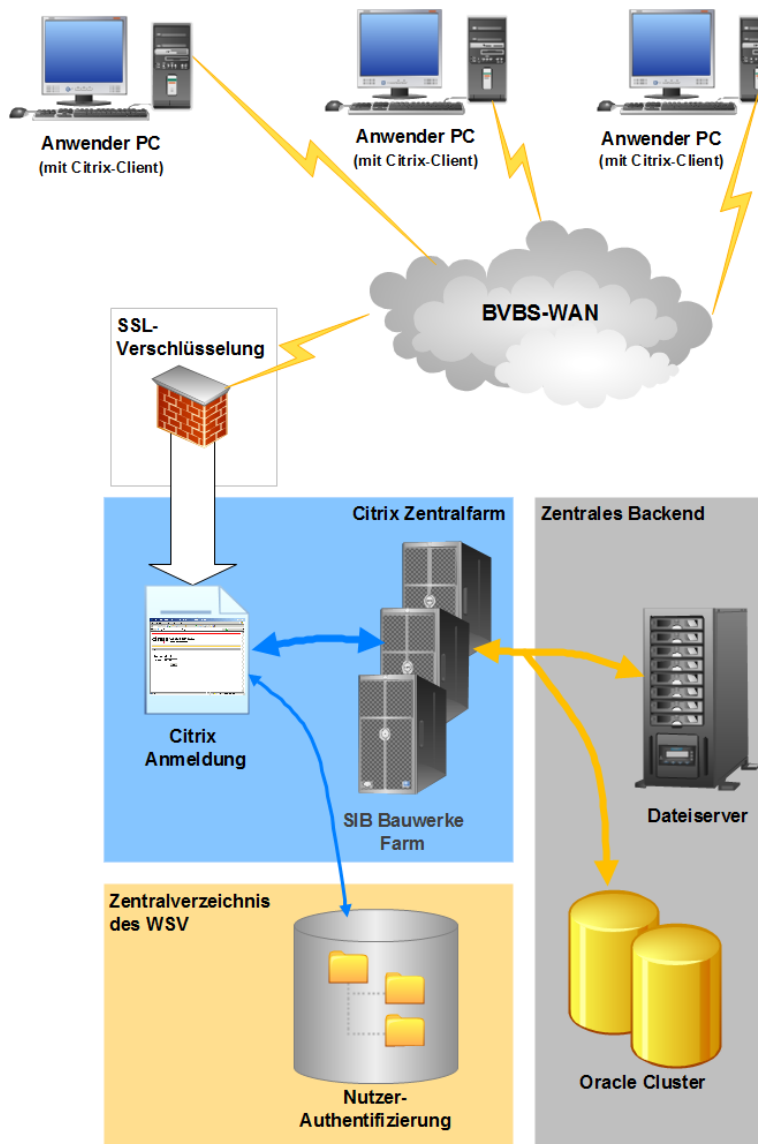 Anwender PC
(mit Citrix-Client)
Anwender PC
(mit Citrix-Client)
Anwender PC
(mit Citrix-Client)
BVBS-WAN
SSL-
Verschlüsselung
Citrix Zentralfarm
Zentrales Backend
Citrix
Anmeldung
SIB Bauwerke
Farm
Dateiserver
Zentralverzeichnis
des WSV
Nutzer-
Authentifizierung
Oracle Cluster